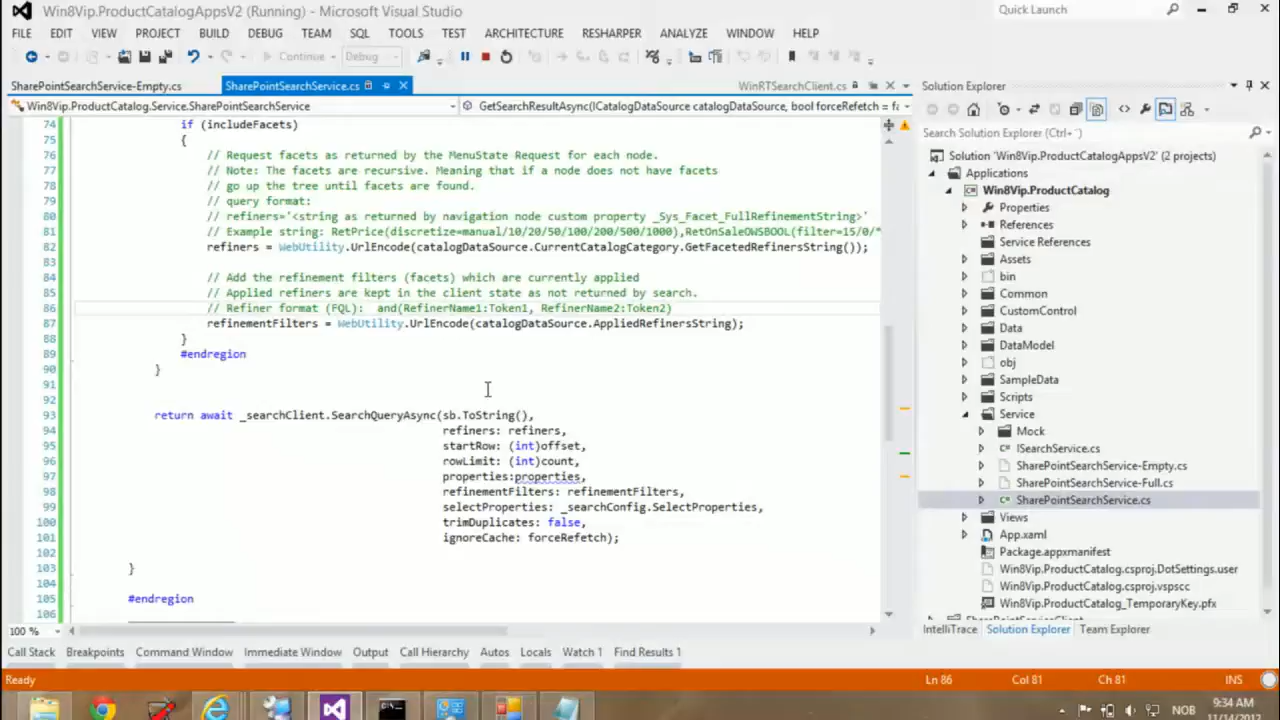 Win8Vip.ProductCatalogAppsV2 (Running) - Microsoft Visual Studio
Quick Launch
FILE EDIT VIEW PROJECT BUILD DEBUG TEAM SQL TOOLS TEST ARCHITECTURE RESHARPER ANALYZE WINDOW HELP
Continue Debug
SharePointSearchService-Empty.cs SharePointSearchService.cs WinRTSearchClient.cs
Win8Vip.ProductCatalog.Service.SharePointSearchService GetSearchResultAsync(ICatalogDataSource catalogDataSource, bool forceRefetch = fa
74 if (includeFacets)
75 {
76 // Request facets as returned by the MenuState Request for each node.
77 // Note: The facets are recursive. Meaning that if a node does not have facets
78 // go up the tree until facets are found.
79 // query format:
80 // refiners='<string as returned by navigation node custom property _Sys_Facet_FullRefinementString>'
81 // Example string: RetPrice(discretize=manual/10/20/50/100/200/500/1000),RetOnSaleOWSBOOL(filter=15/0/*
82 refiners = WebUtility.UrlEncode(catalogDataSource.CurrentCatalogCategory.GetFacetedRefinersString());
83
84 // Add the refinement filters (facets) which are currently applied
85 // Applied refiners are kept in the client state as not returned by search.
86 // Refiner format (FQL): and(RefinerName1:Token1, RefinerName2:Token2)
87 refinementFilters = WebUtility.UrlEncode(catalogDataSource.AppliedRefinersString);
88 }
89 #endregion
90 }
91
92
93 return await _searchClient.SearchQueryAsync(sb.ToString(),
94 refiners: refiners,
95 startRow: (int)offset,
96 rowLimit: (int)count,
97 properties:properties,
98 refinementFilters: refinementFilters,
99 selectProperties: _searchConfig.SelectProperties,
100 trimDuplicates: false,
101 ignoreCache: forceRefetch);
102
103 }
104
105 #endregion
106
100 %
Solution Explorer
Search Solution Explorer (Ctrl+¨)
Solution 'Win8Vip.ProductCatalogAppsV2' (2 projects)
Applications
Win8Vip.ProductCatalog
Properties
References
Service References
Assets
bin
Common
CustomControl
Data
DataModel
obj
SampleData
Scripts
Service
Mock
ISearchService.cs
SharePointSearchService-Empty.cs
SharePointSearchService-Full.cs
SharePointSearchService.cs
Views
App.xaml
Package.appxmanifest
Win8Vip.ProductCatalog.csproj.DotSettings.user
Win8Vip.ProductCatalog.csproj.vspscc
Win8Vip.ProductCatalog_TemporaryKey.pfx
IntelliTrace Solution Explorer Team Explorer
Call Stack Breakpoints Command Window Immediate Window Output Call Hierarchy Autos Locals Watch 1 Find Results 1
Ready Ln 86 Col 81 Ch 81 INS
NOB 9:34 AM